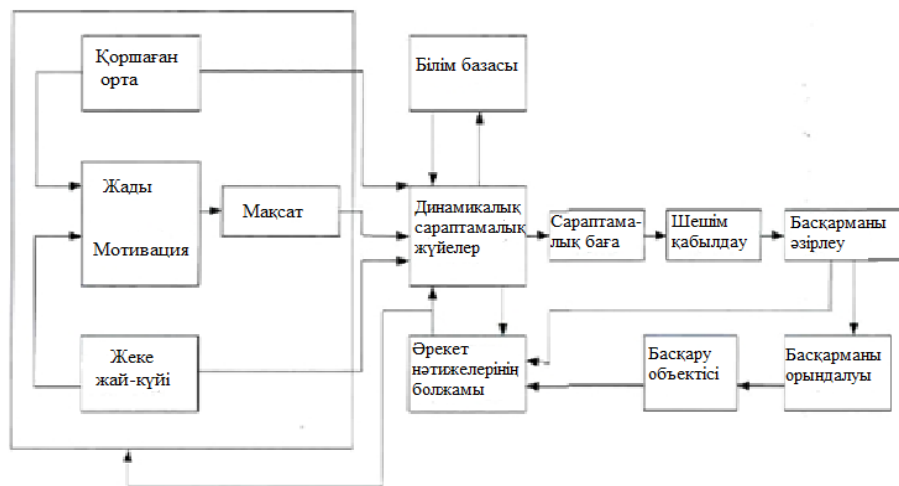 Қоршаған
орта
Білім базасы
Жады
Мотивация
Мақсат
Динамикалық
сараптамалық
жүйелер
Сараптама-
лық баға
Шешім
қабылдау
Басқарманы
әзірлеу
Жеке
жай-күйі
Әрекет
нәтижелерінің
болжамы
Басқару
объектісі
Басқарманы
орындалуы